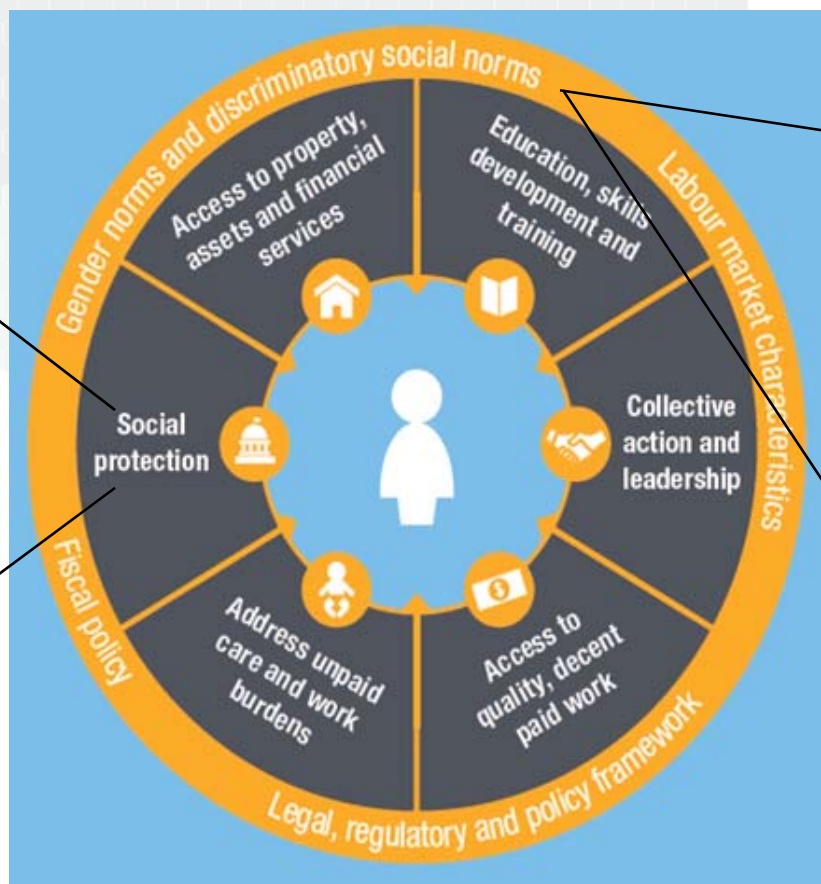 Gender norms and discriminatory social norms
Labour market characteristics
Legal, regulatory and policy framework
Fiscal policy
Access to property,
assets and financial
services
Education, skills
development and
training
Collective
action and
leadership
Access to
quality, decent
paid work
Address unpaid
care and work
burdens
Social
protection
$